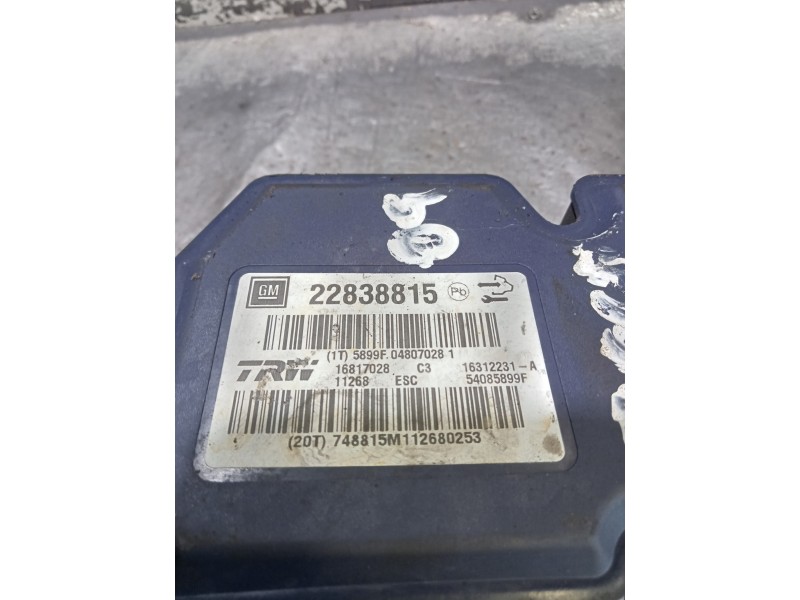 GM 22838815 Pb
(1T) 5899F.04807028 1
TRW
16817028 C3 16312231-A
11268 ESC 54085899F
(20T) 748815M112680253